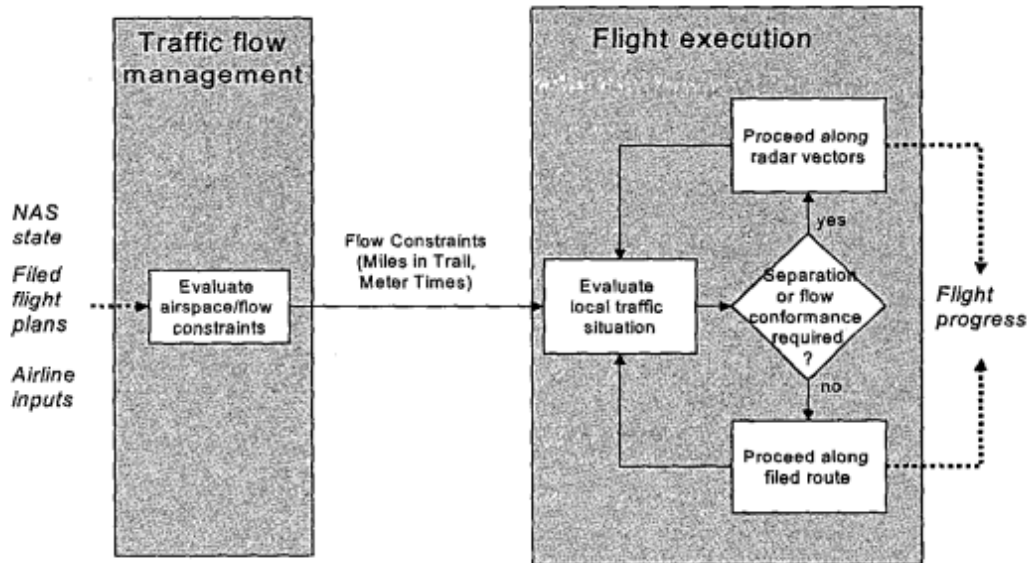 Traffic flow
management
NAS
state
Filed
flight
plans
Airline
inputs
Evaluate
airspace/flow
constraints
Flow Constraints
(Miles in Trail,
Meter Times)
Flight execution
Proceed along
radar vectors
yes
Evaluate
local traffic
situation
Separation
or flow
conformance
required
?
no
Proceed along
filed route
Flight
progress